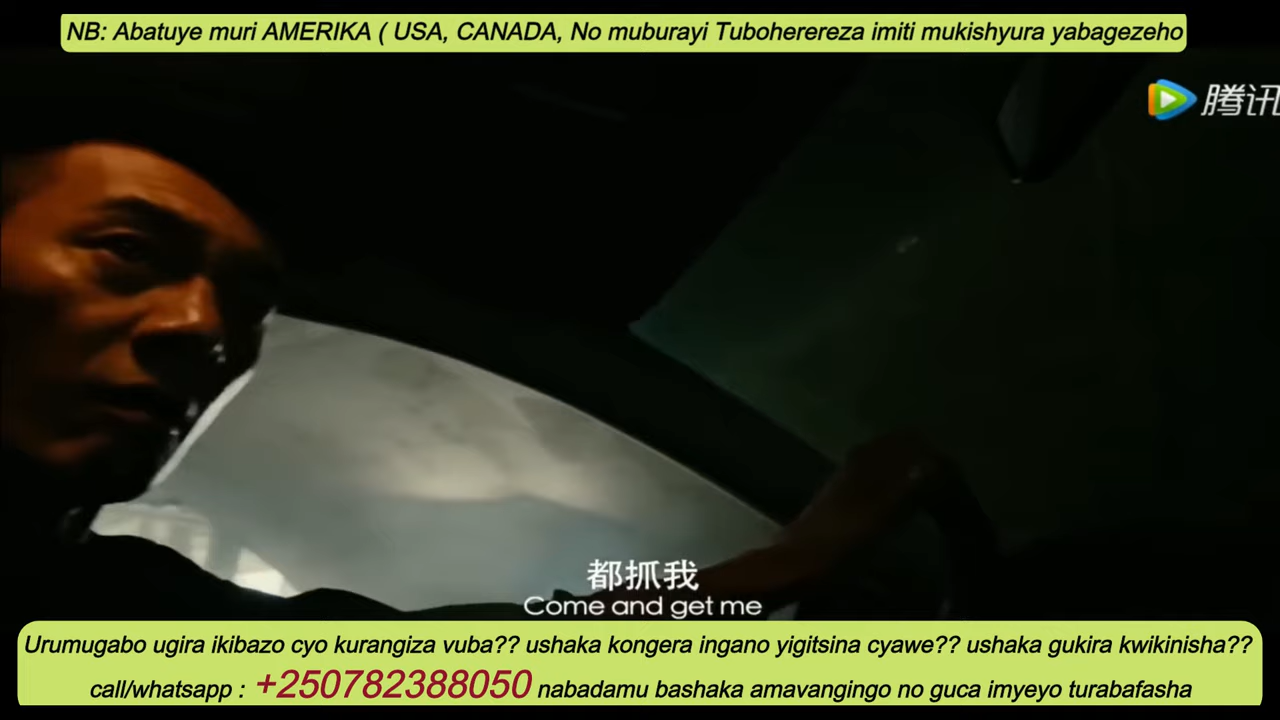 NB: Abatuye muri AMERIKA ( USA, CANADA, No muburayi Tuboherereza imiti mukishyura yabagezeho
腾讯
都抓我
Come and get me
Urumugabo ugira ikibazo cyo kurangiza vuba?? ushaka kongera ingano yigitsina cyawe?? ushaka gukira kwikinisha??
call/whatsapp : +250782388050 nabadamu bashaka amavangingo no guca imyeyo turabafasha